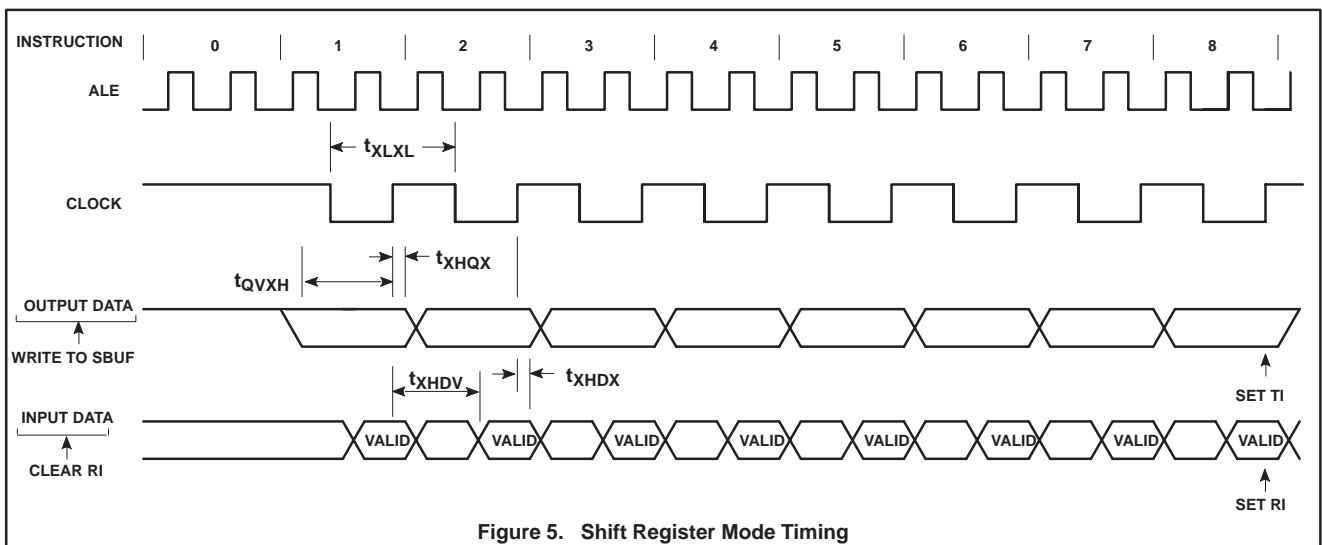 INSTRUCTION 0 1 2 3 4 5 6 7 8
ALE
tXLXL
CLOCK
tXHQX
tQVXH
OUTPUT DATA
WRITE TO SBUF
tXHDV
tXHDX
SET TI
INPUT DATA
VALID VALID VALID VALID VALID VALID VALID VALID
CLEAR RI
SET RI
Figure 5. Shift Register Mode Timing